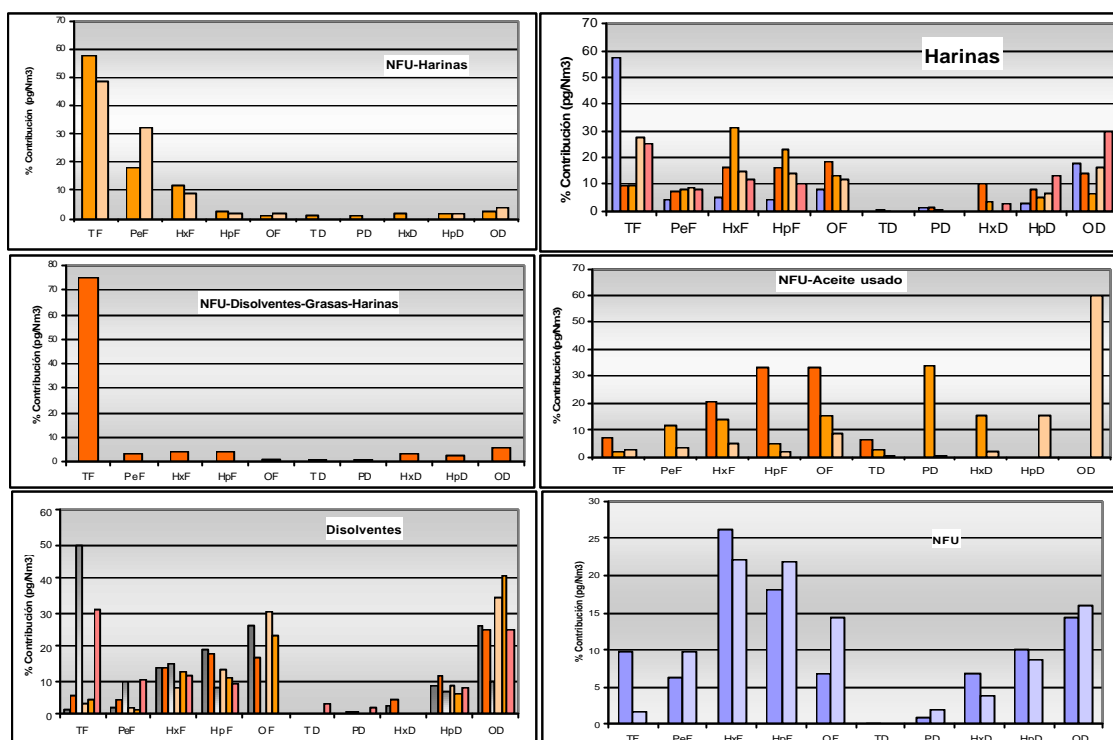 NFU-Harinas
% Contribución (pg/Nm3)
70
60
50
40
30
20
10
0
TF PeF HxF HpF OF TD PD HxD HpD OD
Harinas
% Contribución (pg/Nm3)
70
60
50
40
30
20
10
0
TF PeF HxF HpF OF TD PD HxD HpD OD
NFU-Disolventes-Grasas-Harinas
% Contribución (pg/Nm3)
80
70
60
50
40
30
20
10
0
TF PeF HxF HpF OF TD PD HxD HpD OD
NFU-Aceite usado
% Contribución (pg/Nm3)
70
60
50
40
30
20
10
0
TF PeF HxF HpF OF TD PD HxD HpD OD
Disolventes
% Contribución (pg/Nm3)
60
50
40
30
20
10
0
TF PeF HxF HpF OF TD PD HxD HpD OD
NFU
% Contribución (pg/Nm3)
30
25
20
15
10
5
0
TF PeF HxF HpF OF TD PD HxD HpD OD